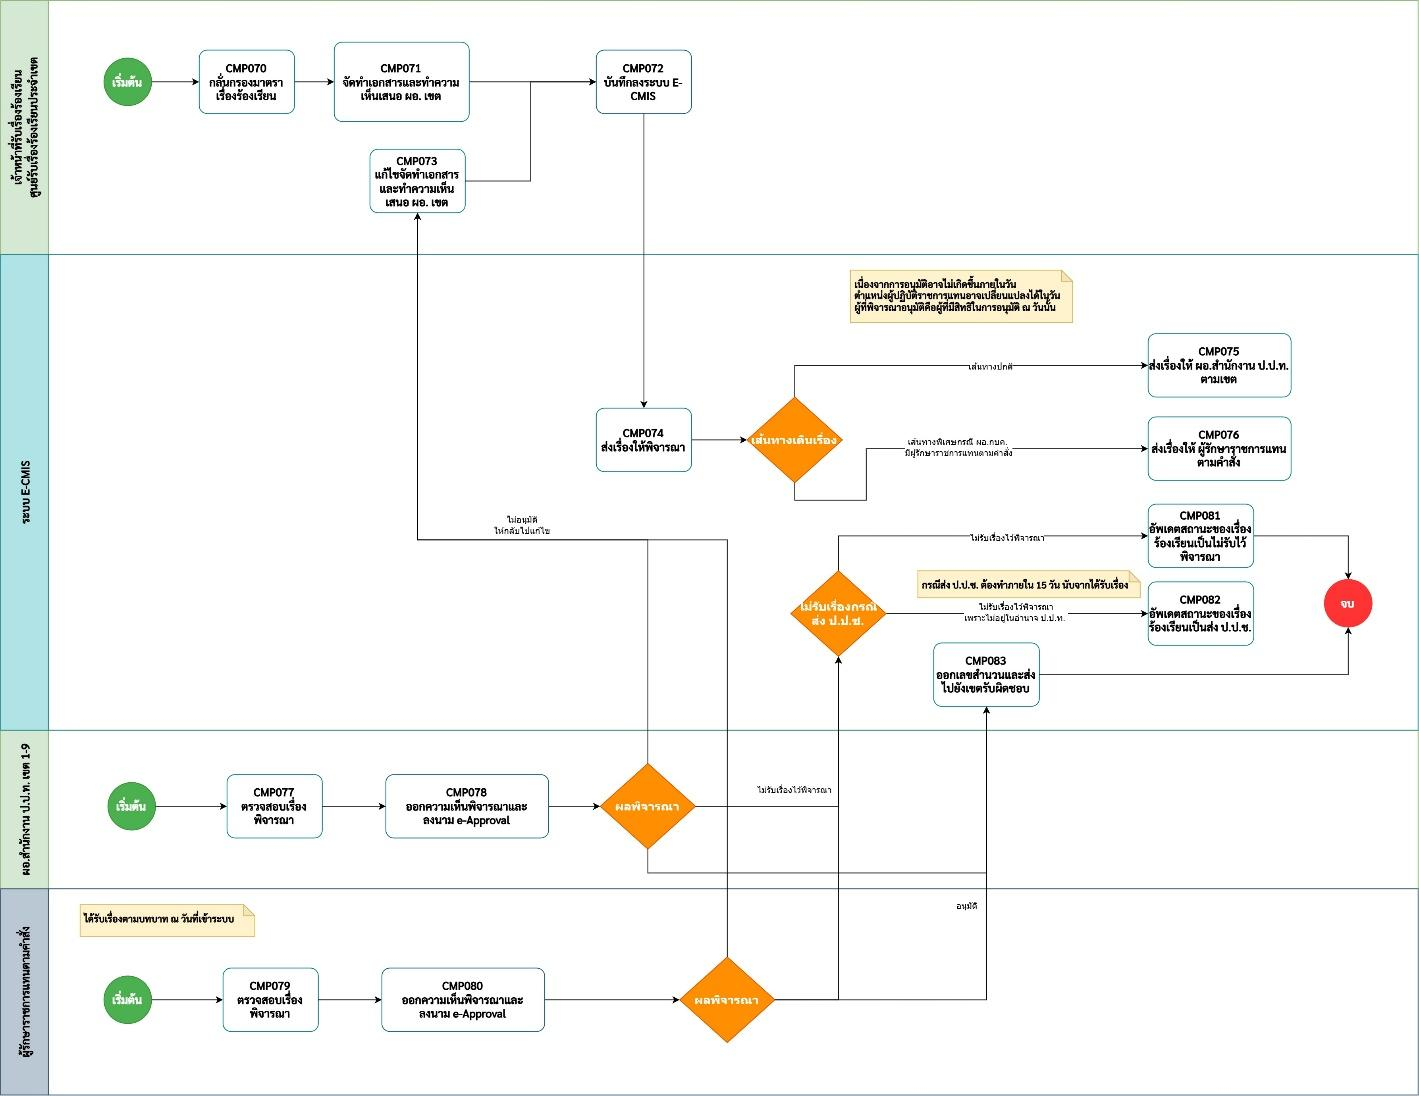 เจ้าหน้าที่รับเรื่องร้องเรียน
ศูนย์รับเรื่องร้องเรียนประจำเขต
เริ่มต้น
CMP070
กลั่นกรองมาตรา
เรื่องร้องเรียน
CMP071
จัดทำเอกสารและทำความ
เห็นเสนอ ผอ. เขต
CMP072
บันทึกลงระบบ E-
CMIS
CMP073
แก้ไขจัดทำเอกสาร
และทำความเห็น
เสนอ ผอ. เขต
ระบบ E-CMIS
เนื่องจากการอนุมัติอาจไม่เกิดขึ้นภายในวัน
ตำแหน่งผู้ปฏิบัติราชการแทนอาจเปลี่ยนแปลงได้ในวัน
ผู้ที่พิจารณาอนุมัติคือผู้ที่มีสิทธิในการอนุมัติ ณ วันนั้น
CMP074
ส่งเรื่องให้พิจารณา
เส้นทางเดินเรื่อง
เส้นทางปกติ
CMP075
ส่งเรื่องให้ ผอ.สำนักงาน ป.ป.ท.
ตามเขต
เส้นทางพิเศษกรณี ผอ.กบค.
มีผู้รักษาราชการแทนตามคำสั่ง
CMP076
ส่งเรื่องให้ ผู้รักษาราชการแทน
ตามคำสั่ง
ไม่อนุมัติ
ให้กลับไปแก้ไข
ไม่รับเรื่องกรณี
ส่ง ป.ป.ช.
ไม่รับเรื่องไว้พิจารณา
CMP081
อัพเดตสถานะของเรื่อง
ร้องเรียนเป็นไม่รับไว้
พิจารณา
กรณีส่ง ป.ป.ช. ต้องทำภายใน 15 วัน นับจากได้รับเรื่อง
ไม่รับเรื่องไว้พิจารณา
เพราะไม่อยู่ในอำนาจ ป.ป.ท.
CMP082
อัพเดตสถานะของเรื่อง
ร้องเรียนเป็นส่ง ป.ป.ช.
จบ
CMP083
ออกเลขสำนวนและส่ง
ไปยังเขตรับผิดชอบ
ผอ.สำนักงาน ป.ป.ท. เขต 1-9
เริ่มต้น
CMP077
ตรวจสอบเรื่อง
พิจารณา
CMP078
ออกความเห็นพิจารณาและ
ลงนาม e-Approval
ผลพิจารณา
ไม่รับเรื่องไว้พิจารณา
ผู้รักษาราชการแทนตามคำสั่ง
ได้รับเรื่องตามบทบาท ณ วันที่เข้าระบบ
อนุมัติ
เริ่มต้น
CMP079
ตรวจสอบเรื่อง
พิจารณา
CMP080
ออกความเห็นพิจารณาและ
ลงนาม e-Approval
ผลพิจารณา